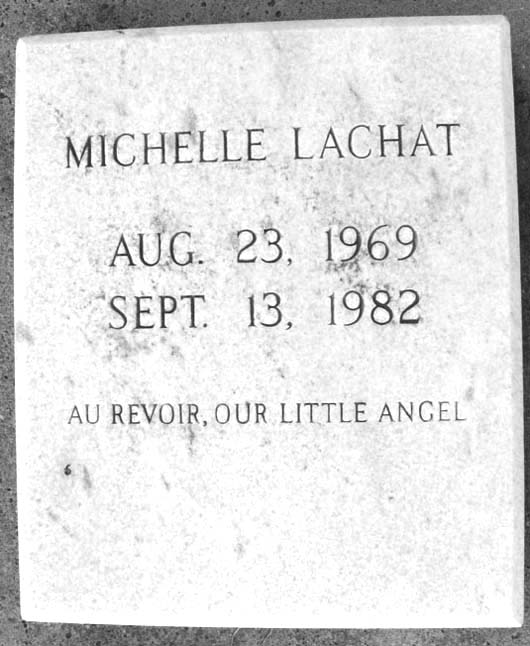 MICHELLE LACHAT
AUG. 23, 1969
SEPT. 13, 1982
AU REVOIR, OUR LITTLE ANGEL